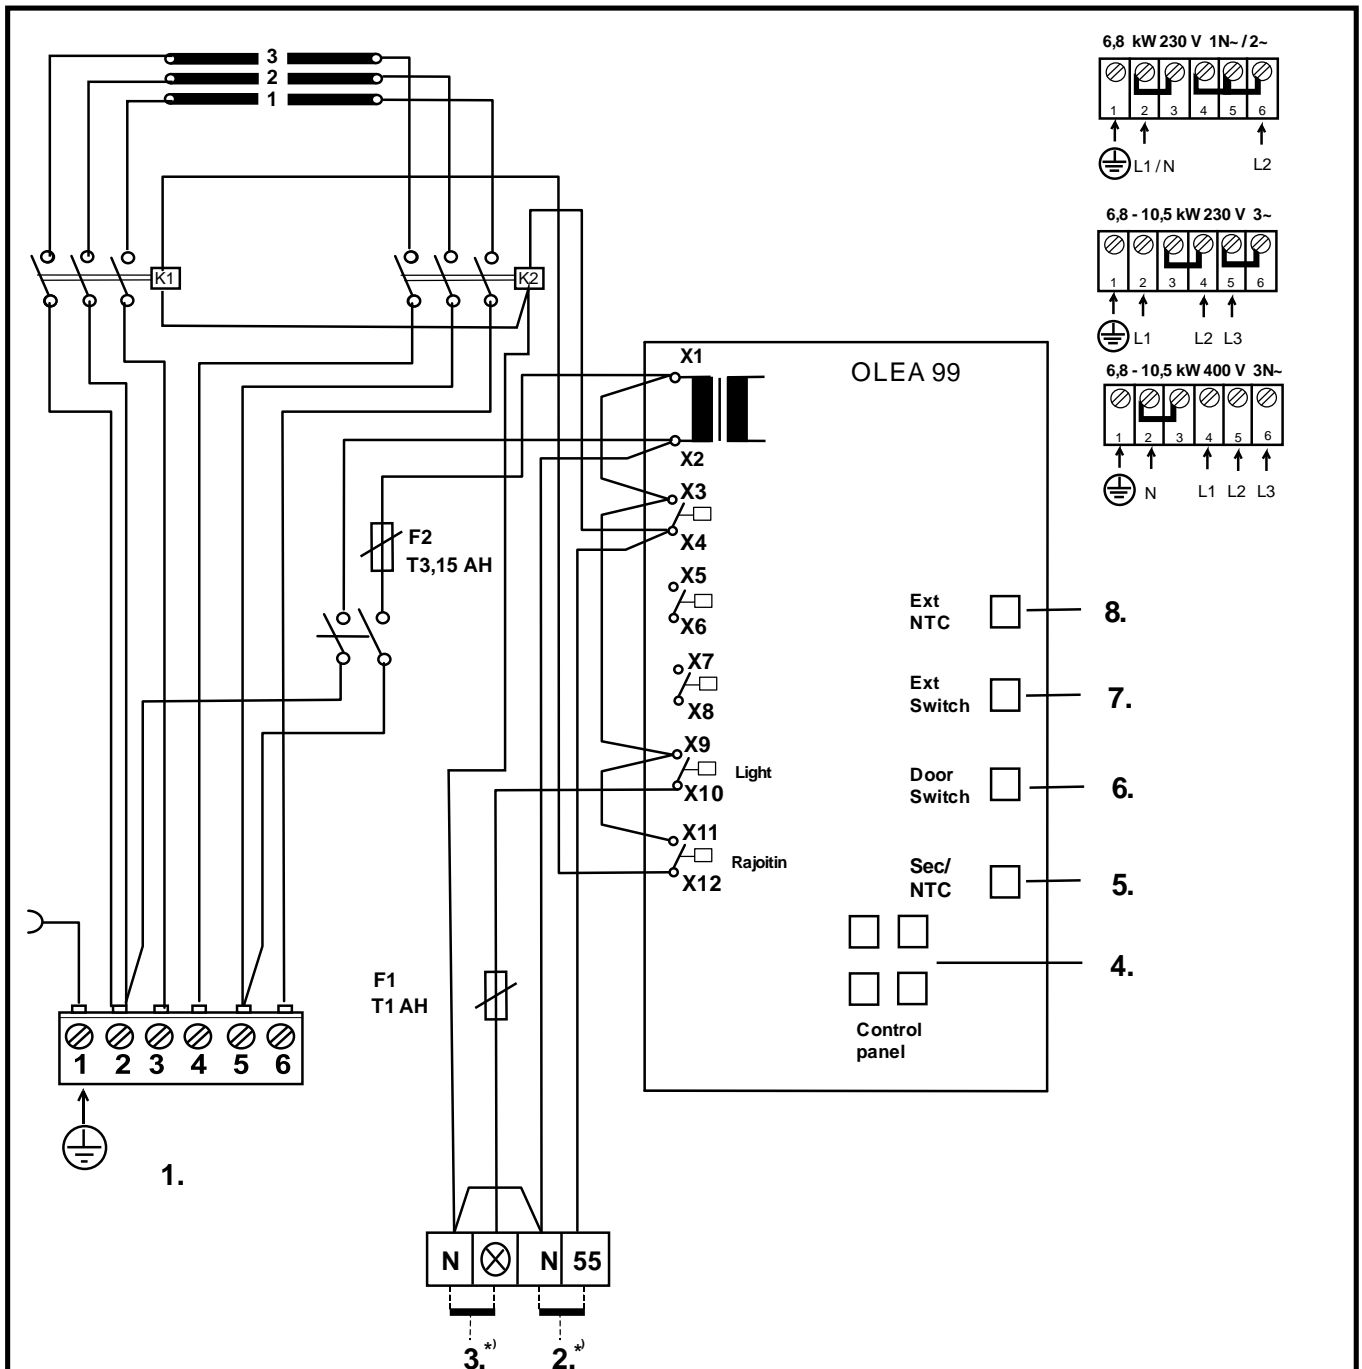 3
2
1
K1
K2
6,8 kW 230 V 1N~ / 2~
1 2 3 4 5 6
L1 / N L2
6,8 - 10,5 kW 230 V 3~
1 2 3 4 5 6
L1 L2 L3
6,8 - 10,5 kW 400 V 3N~
1 2 3 4 5 6
N L1 L2 L3
OLEA 99
X1
X2
X3
X4
X5
X6
X7
X8
X9
Light
X10
X11
Rajoitin
X12
F2
T3,15 AH
Ext
NTC
8.
Ext
Switch
7.
Door
Switch
6.
Sec/
NTC
5.
4.
Control
panel
F1
T1 AH
1 2 3 4 5 6
1.
N N 55
3.*)
2.*)